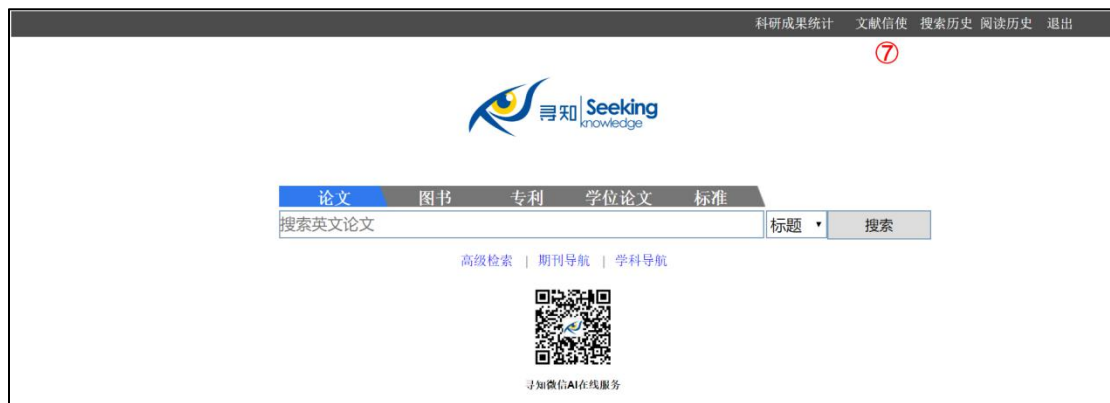 科研成果统计 文献信使 搜索历史 阅读历史 退出
⑦
寻知 Seeking
knowledge
论文 图书 专利 学位论文 标准
搜索英文论文 标题 搜索
高级检索 | 期刊导航 | 学科导航
寻知微信AI在线服务